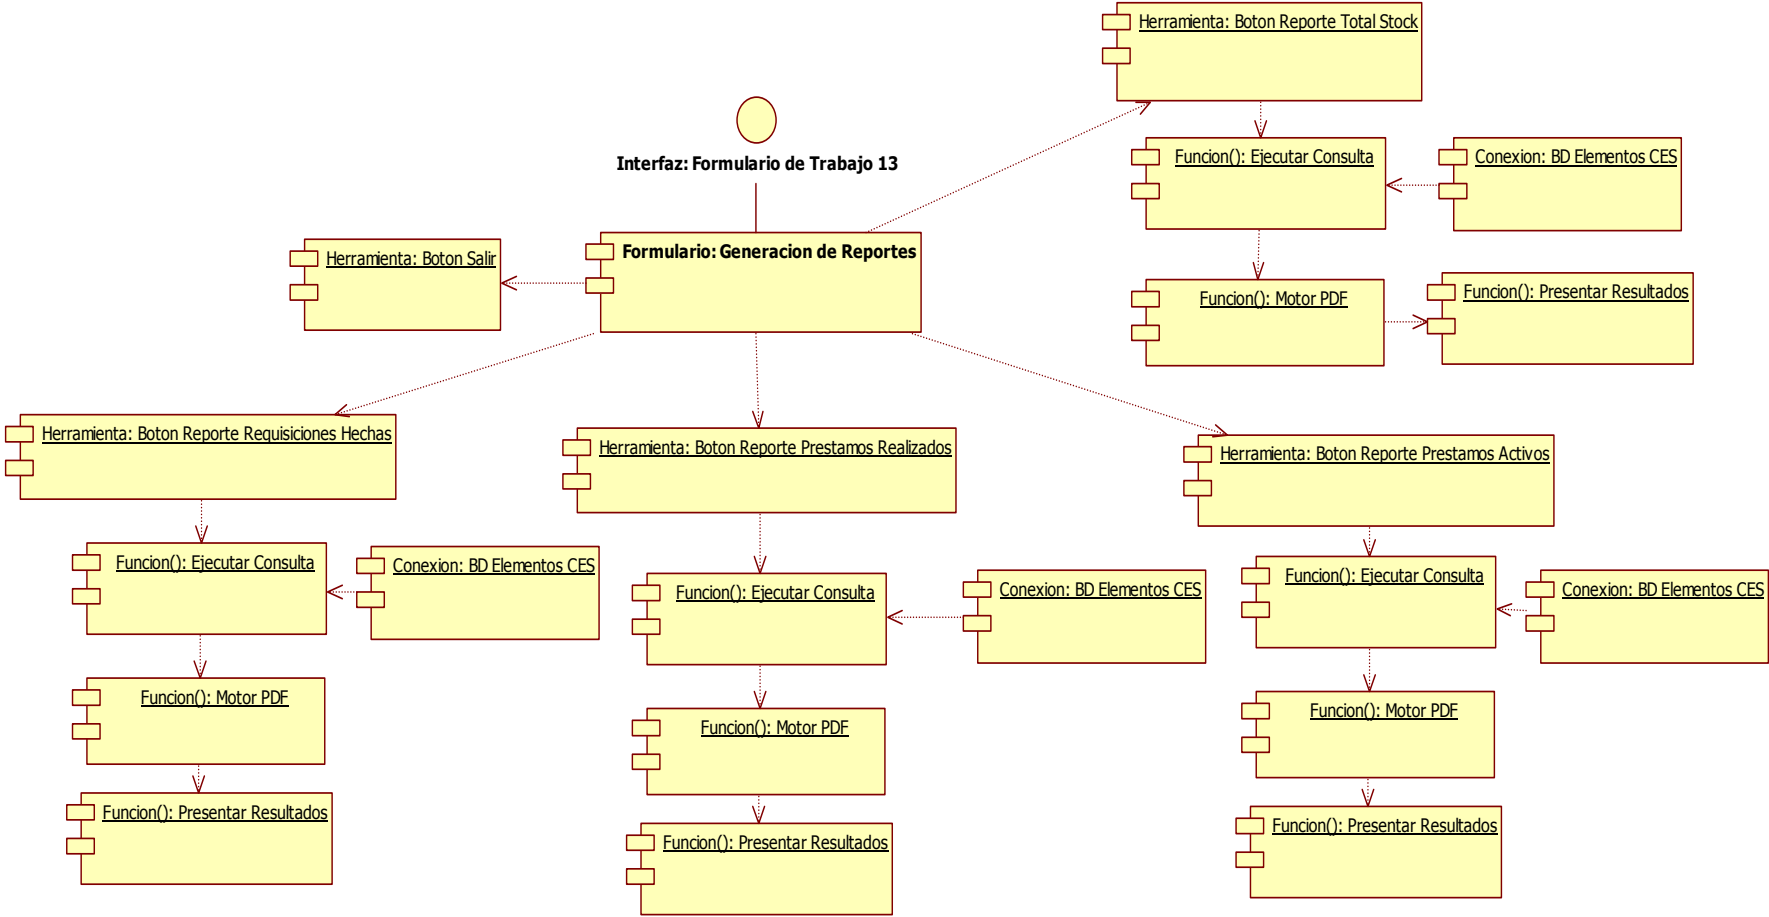 Herramienta: Boton Reporte Total Stock
Interfaz: Formulario de Trabajo 13
Funcion(): Ejecutar Consulta
Conexion: BD Elementos CES
Herramienta: Boton Salir
Formulario: Generacion de Reportes
Funcion(): Motor PDF
Funcion(): Presentar Resultados
Herramienta: Boton Reporte Requisiciones Hechas
Herramienta: Boton Reporte Prestamos Realizados
Herramienta: Boton Reporte Prestamos Activos
Funcion(): Ejecutar Consulta
Conexion: BD Elementos CES
Funcion(): Ejecutar Consulta
Conexion: BD Elementos CES
Funcion(): Ejecutar Consulta
Conexion: BD Elementos CES
Funcion(): Motor PDF
Funcion(): Motor PDF
Funcion(): Motor PDF
Funcion(): Presentar Resultados
Funcion(): Presentar Resultados
Funcion(): Presentar Resultados